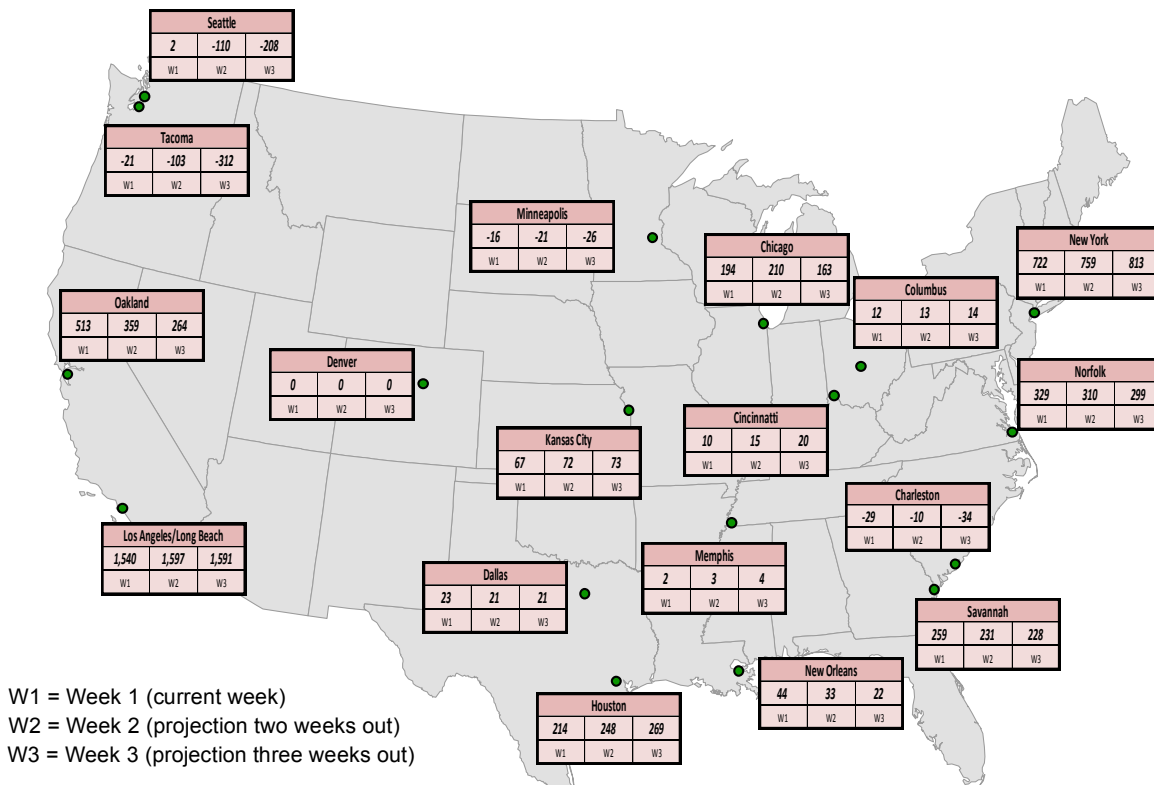 Seattle
2 -110 -208
W1 W2 W3
Tacoma
-21 -103 -312
W1 W2 W3
Minneapolis
-16 -21 -26
W1 W2 W3
Chicago
194 210 163
W1 W2 W3
New York
722 759 813
W1 W2 W3
Columbus
12 13 14
W1 W2 W3
Oakland
513 359 264
W1 W2 W3
Denver
0 0 0
W1 W2 W3
Norfolk
329 310 299
W1 W2 W3
Cincinnatti
10 15 20
W1 W2 W3
Kansas City
67 72 73
W1 W2 W3
Charleston
-29 -10 -34
W1 W2 W3
Los Angeles/Long Beach
1,540 1,597 1,591
W1 W2 W3
Memphis
2 3 4
W1 W2 W3
Dallas
23 21 21
W1 W2 W3
Savannah
259 231 228
W1 W2 W3
New Orleans
44 33 22
W1 W2 W3
Houston
214 248 269
W1 W2 W3
W1 = Week 1 (current week)
W2 = Week 2 (projection two weeks out)
W3 = Week 3 (projection three weeks out)